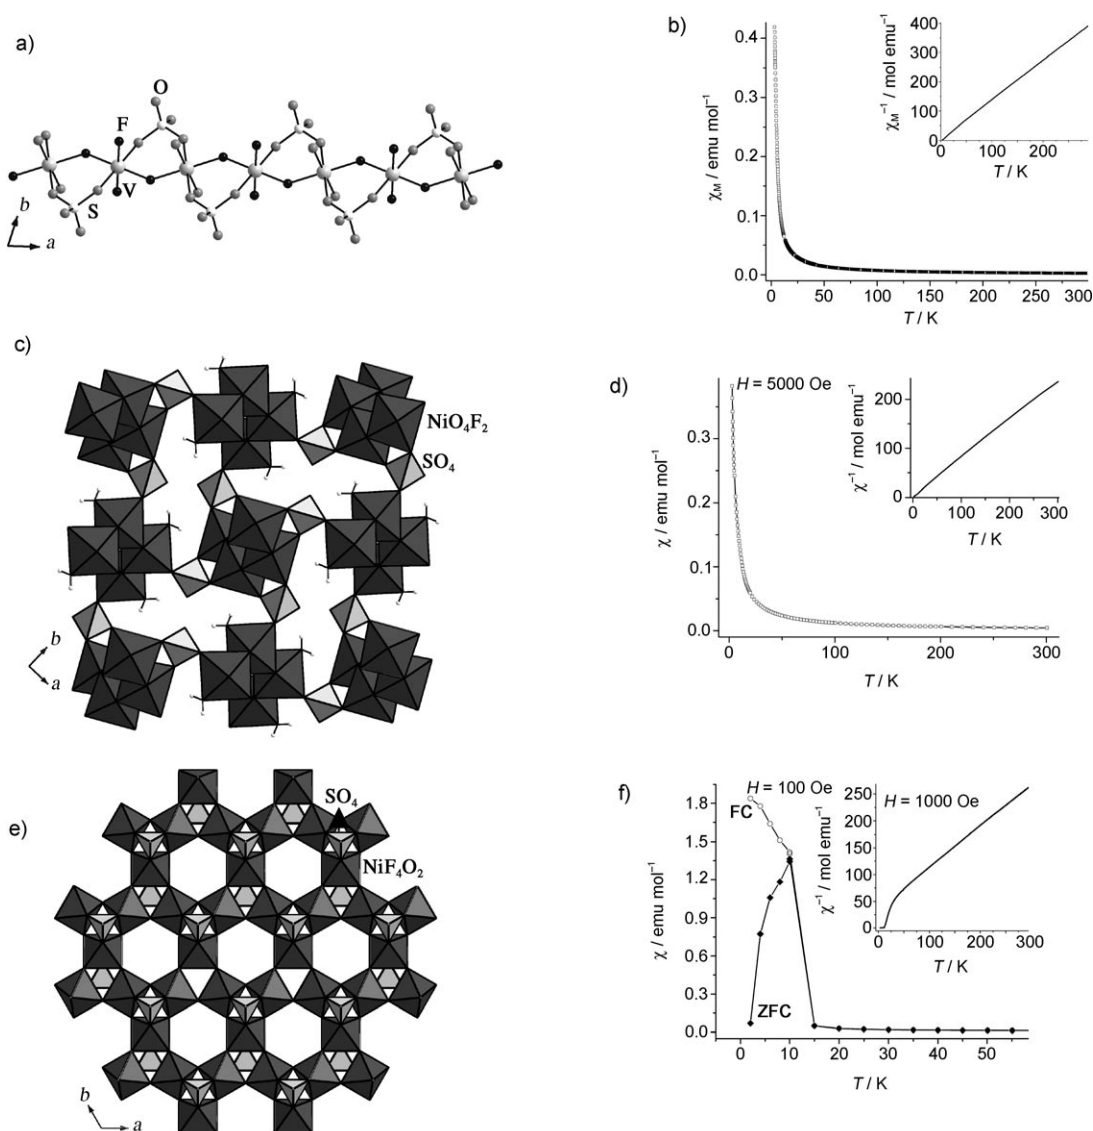 a)
O
F
V
S
b
a
b)
χM / emu mol⁻¹
0.4
0.3
0.2
0.1
0.0
0 50 100 150 200 250 300
T / K
χM⁻¹ / mol emu⁻¹
400
300
200
100
0
0 100 200
T / K
c)
NiO₄F₂
SO₄
b
a
d)
H = 5000 Oe
χ / emu mol⁻¹
0.3
0.2
0.1
0.0
0 100 200 300
T / K
χ⁻¹ / mol emu⁻¹
200
100
0
0 100 200 300
T / K
e)
SO₄
NiF₄O₂
b
a
f)
H = 100 Oe
FC
ZFC
χ / emu mol⁻¹
1.8
1.5
1.2
0.9
0.6
0.3
0.0
0 10 20 30 40 50
T / K
H = 1000 Oe
χ⁻¹ / mol emu⁻¹
250
200
150
100
50
0
0 100 200 300
T / K